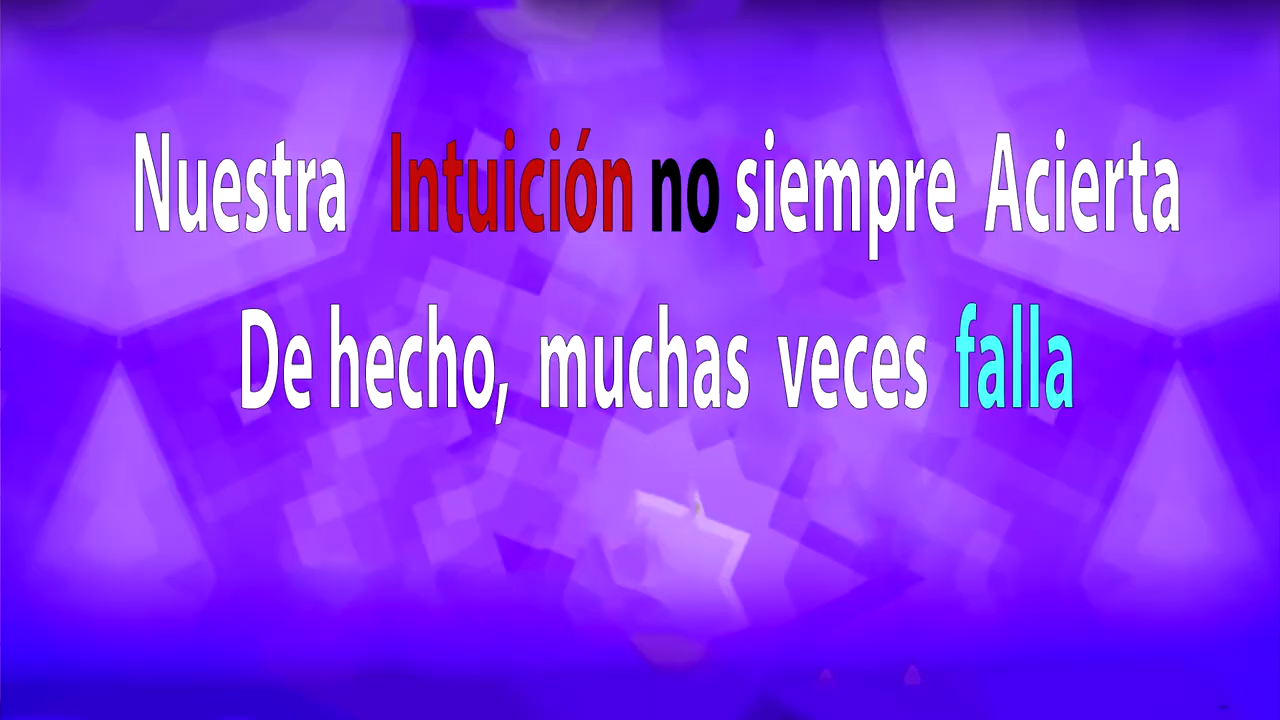 Nuestra Intuición no siempre Acierta
De hecho, muchas veces falla